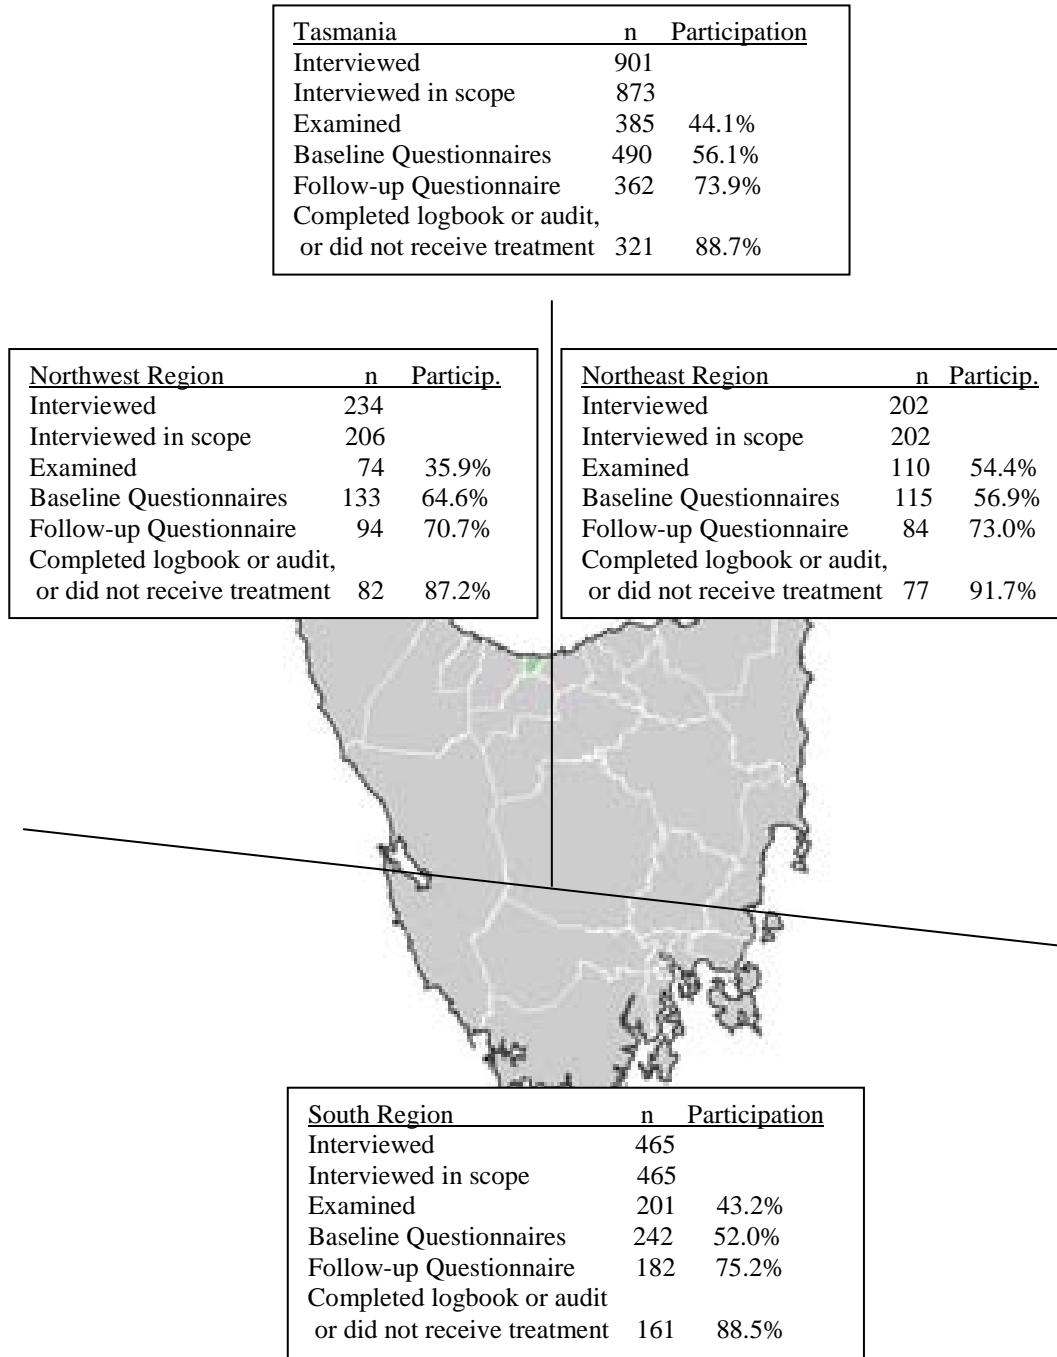 Tasmania n Participation
Interviewed 901
Interviewed in scope 873
Examined 385 44.1%
Baseline Questionnaires 490 56.1%
Follow-up Questionnaire 362 73.9%
Completed logbook or audit,
or did not receive treatment 321 88.7%
Northwest Region n Particip.
Interviewed 234
Interviewed in scope 206
Examined 74 35.9%
Baseline Questionnaires 133 64.6%
Follow-up Questionnaire 94 70.7%
Completed logbook or audit,
or did not receive treatment 82 87.2%
Northeast Region n Particip.
Interviewed 202
Interviewed in scope 202
Examined 110 54.4%
Baseline Questionnaires 115 56.9%
Follow-up Questionnaire 84 73.0%
Completed logbook or audit,
or did not receive treatment 77 91.7%
South Region n Participation
Interviewed 465
Interviewed in scope 465
Examined 201 43.2%
Baseline Questionnaires 242 52.0%
Follow-up Questionnaire 182 75.2%
Completed logbook or audit
or did not receive treatment 161 88.5%